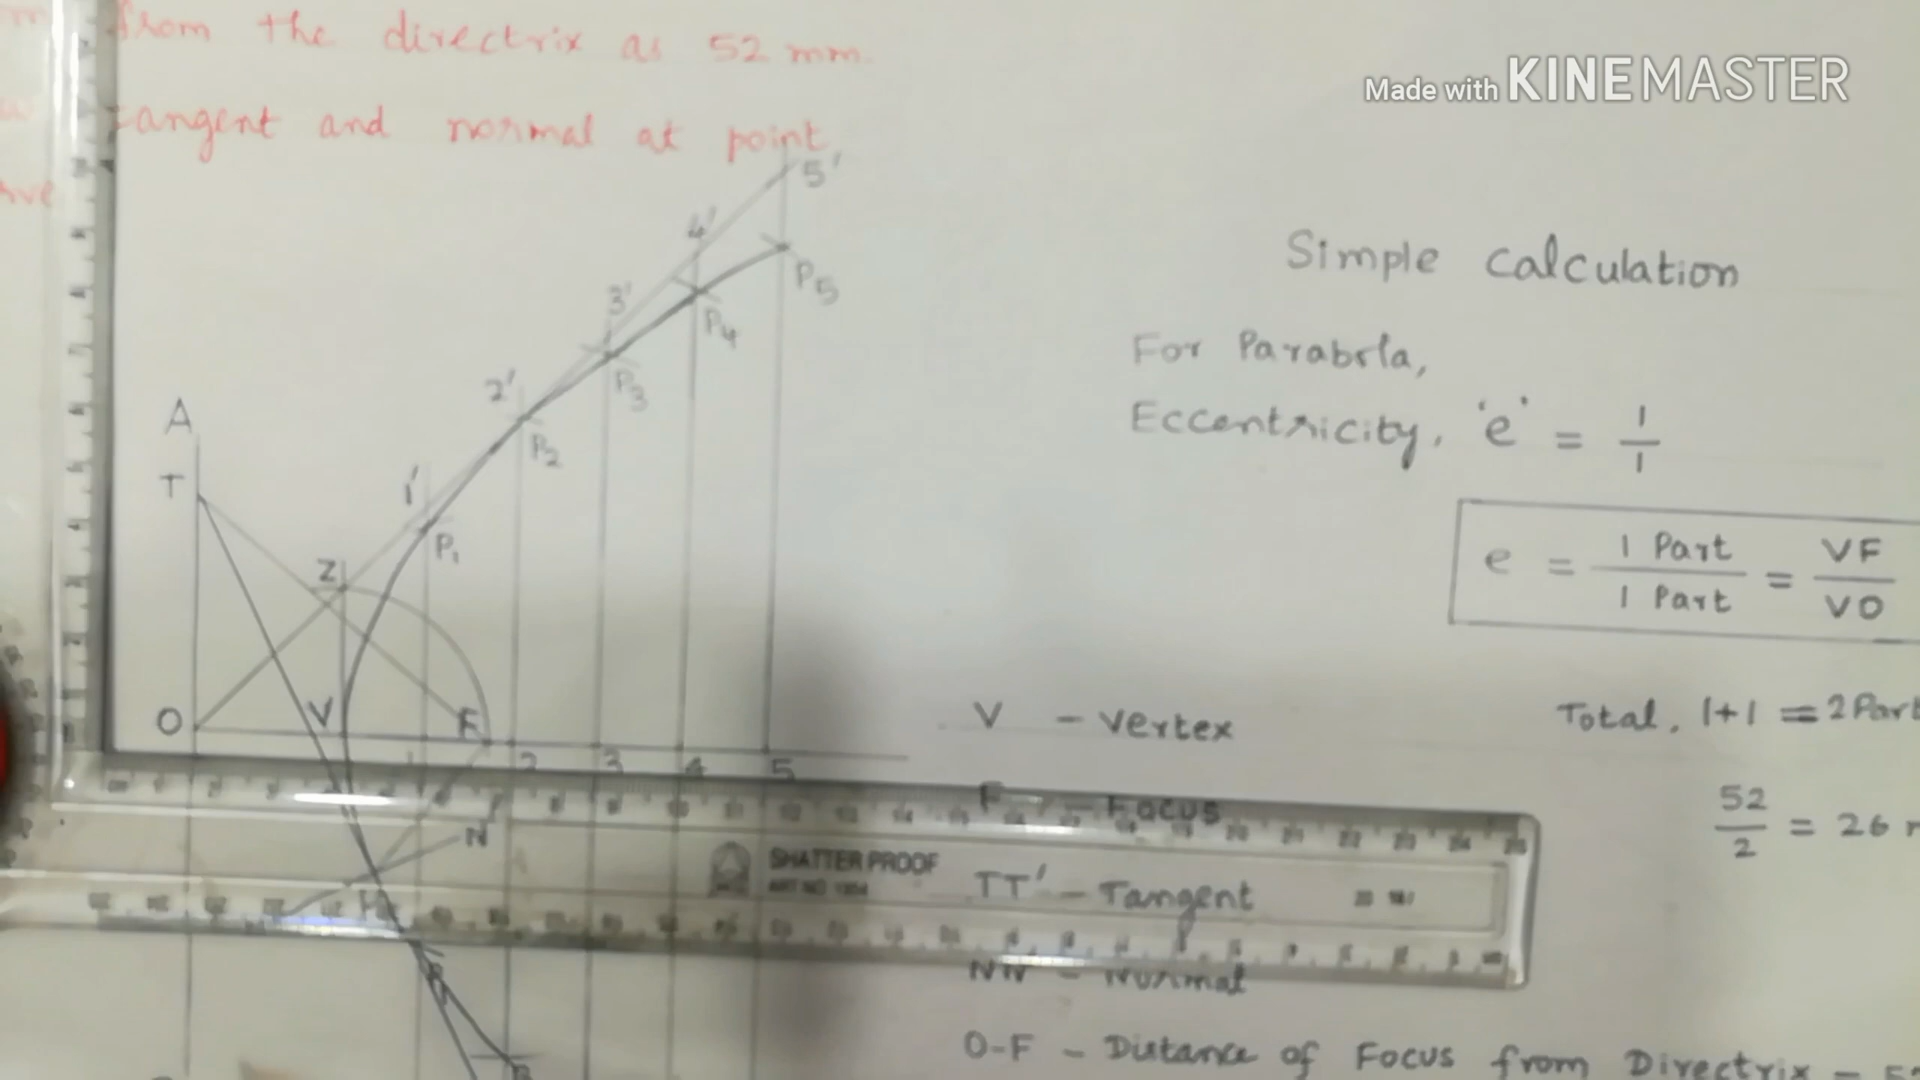 from the directrix as 52 mm.
tangent and normal at point
Made with KINEMASTER
5'
4'
P5
3'
P4
2'
P3
A
P2
T
1'
P1
Z
O V F
1 2 3 4 5
N
SHATTER PROOF
Simple Calculation
For Parabola,
Eccentricity, 'e' = 1/1
e = 1 Part / 1 Part = VF / VO
Total, 1+1 = 2 Part
52/2 = 26
V - Vertex
F - Focus
TT' - Tangent
NN' - Normal
O-F - Distance of Focus from Directrix -